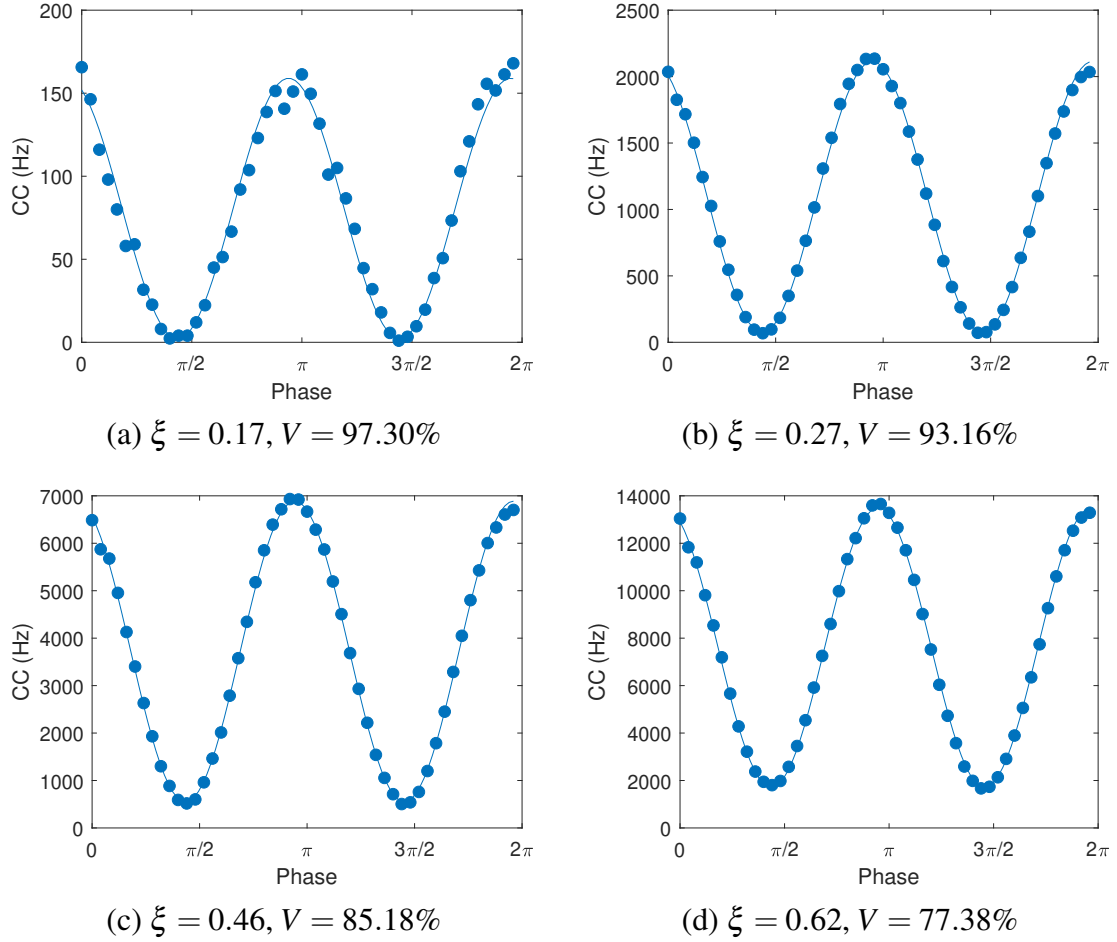 200
150
100
50
0
CC (Hz)
0 π/2 π 3π/2 2π
Phase
(a) ξ = 0.17, V = 97.30%
2500
2000
1500
1000
500
0
CC (Hz)
0 π/2 π 3π/2 2π
Phase
(b) ξ = 0.27, V = 93.16%
7000
6000
5000
4000
3000
2000
1000
0
CC (Hz)
0 π/2 π 3π/2 2π
Phase
(c) ξ = 0.46, V = 85.18%
14000
12000
10000
8000
6000
4000
2000
0
CC (Hz)
0 π/2 π 3π/2 2π
Phase
(d) ξ = 0.62, V = 77.38%